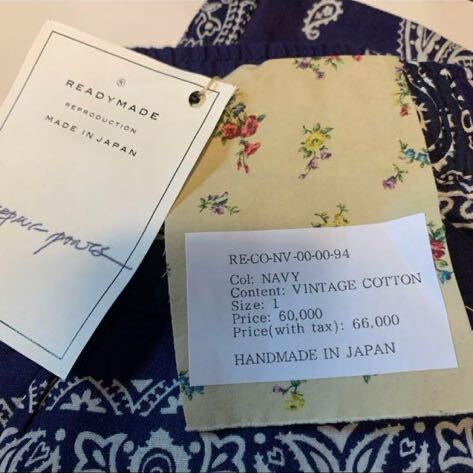 ®
READYMADE
REPRODUCTION
MADE IN JAPAN
RE-CO-NV-00-00-94
Col: NAVY
Content: VINTAGE COTTON
Size: 1
Price: 60,000
Price(with tax): 66,000
HANDMADE IN JAPAN